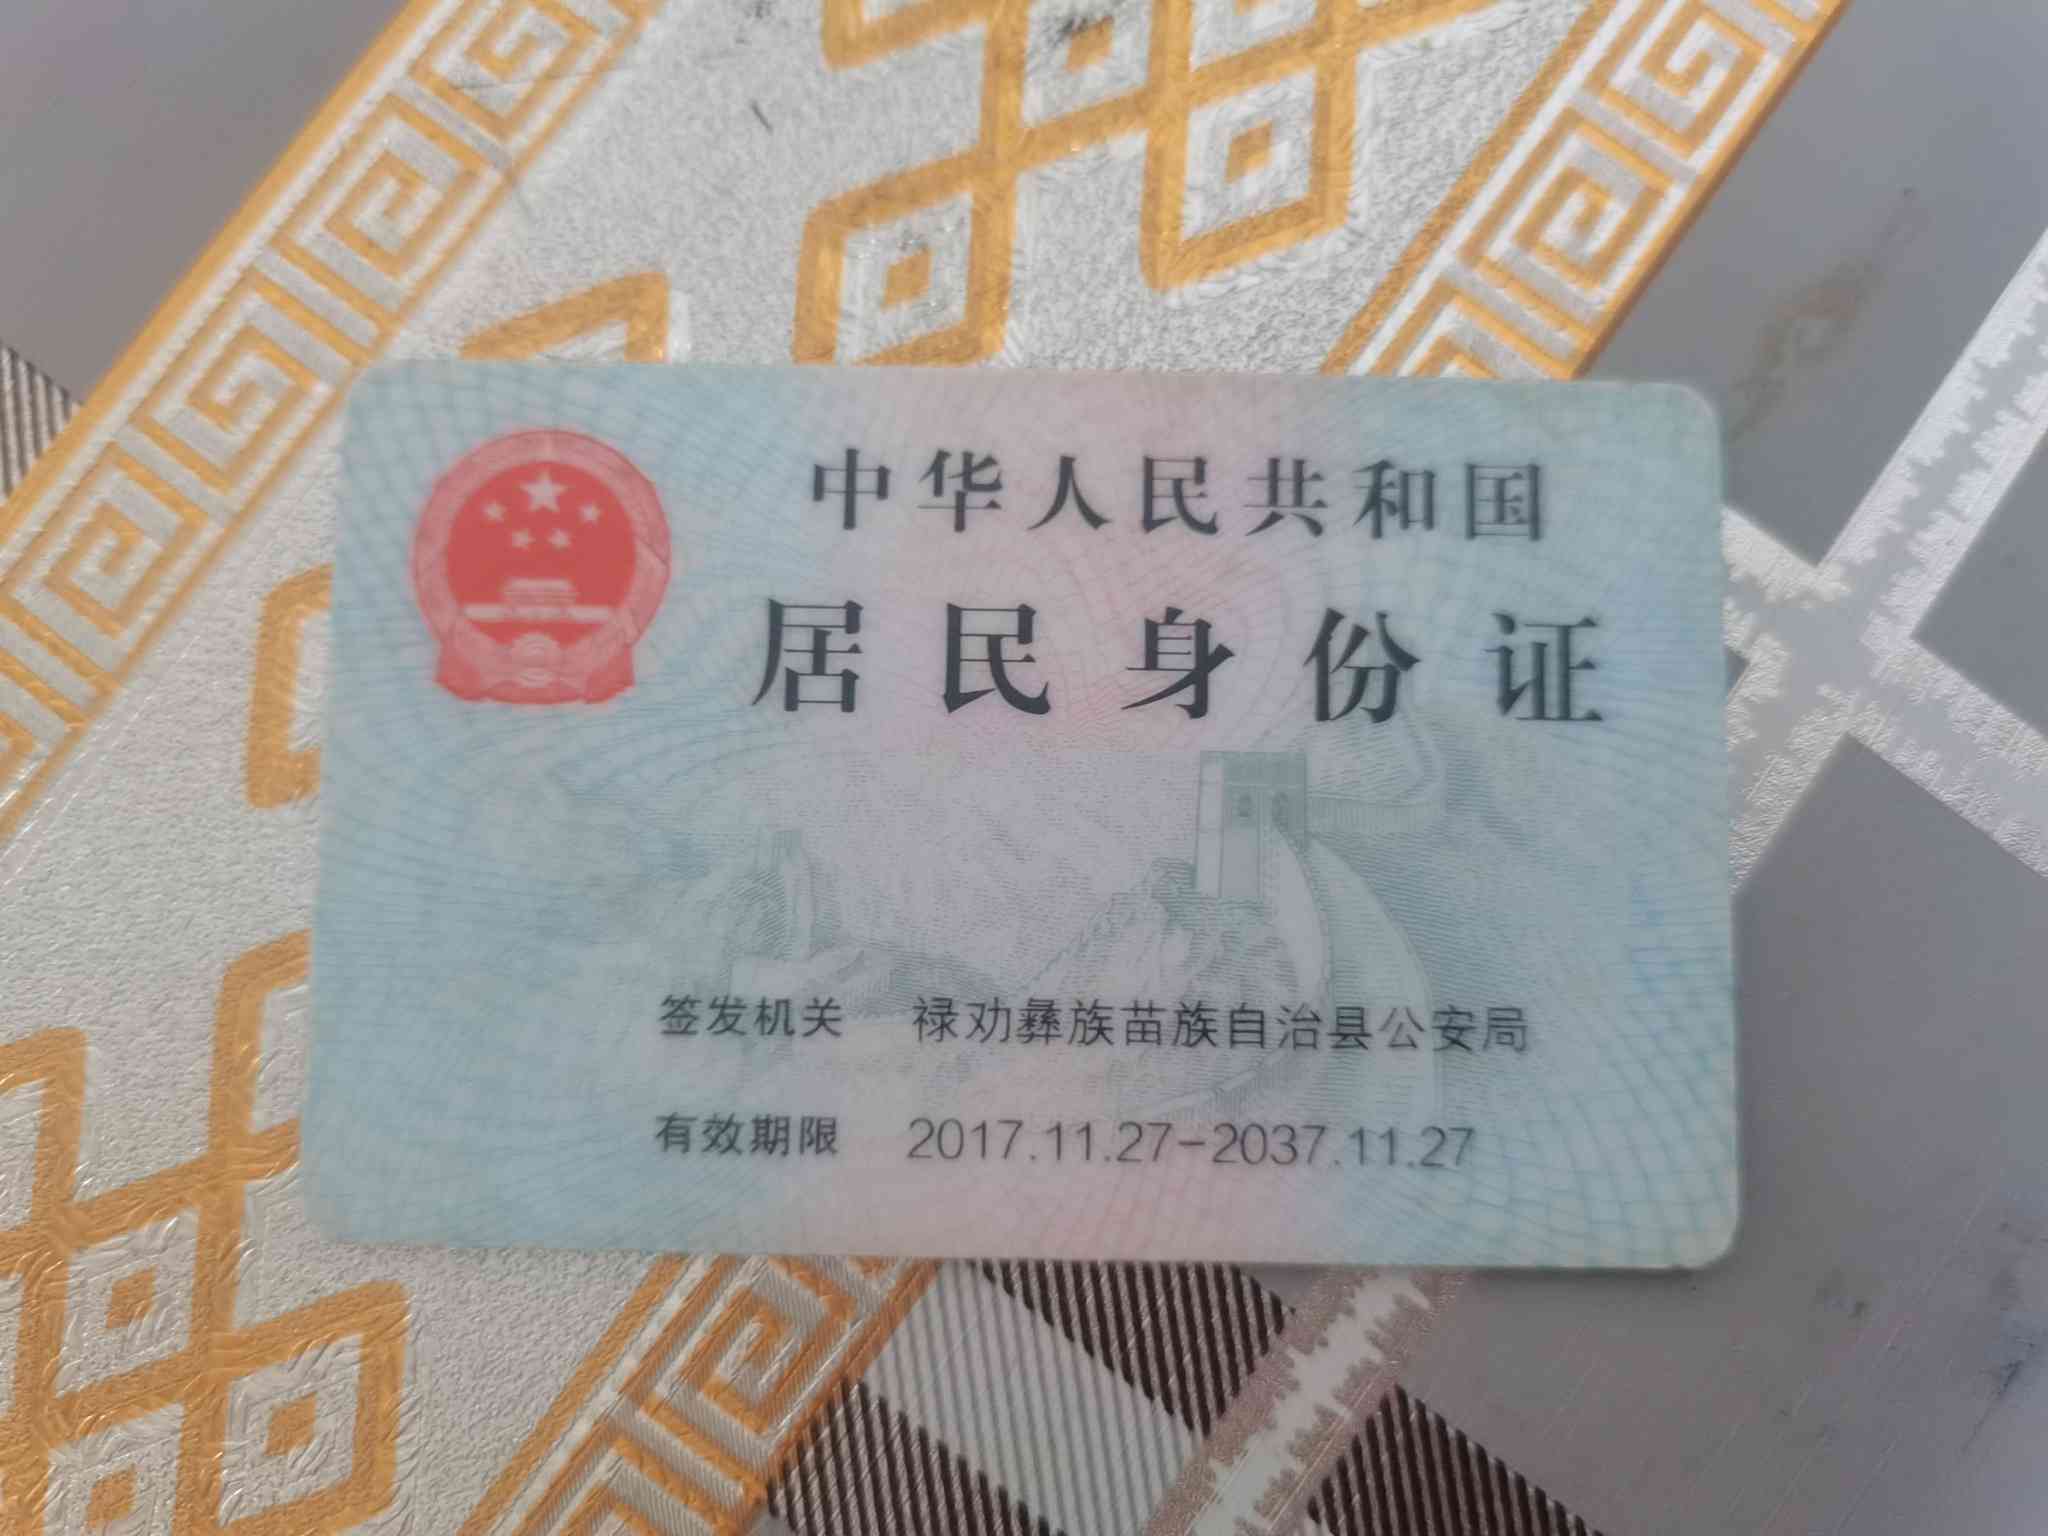 中华人民共和国
居民身份证
签发机关 禄劝彝族苗族自治县公安局
有效期限 2017.11.27-2037.11.27